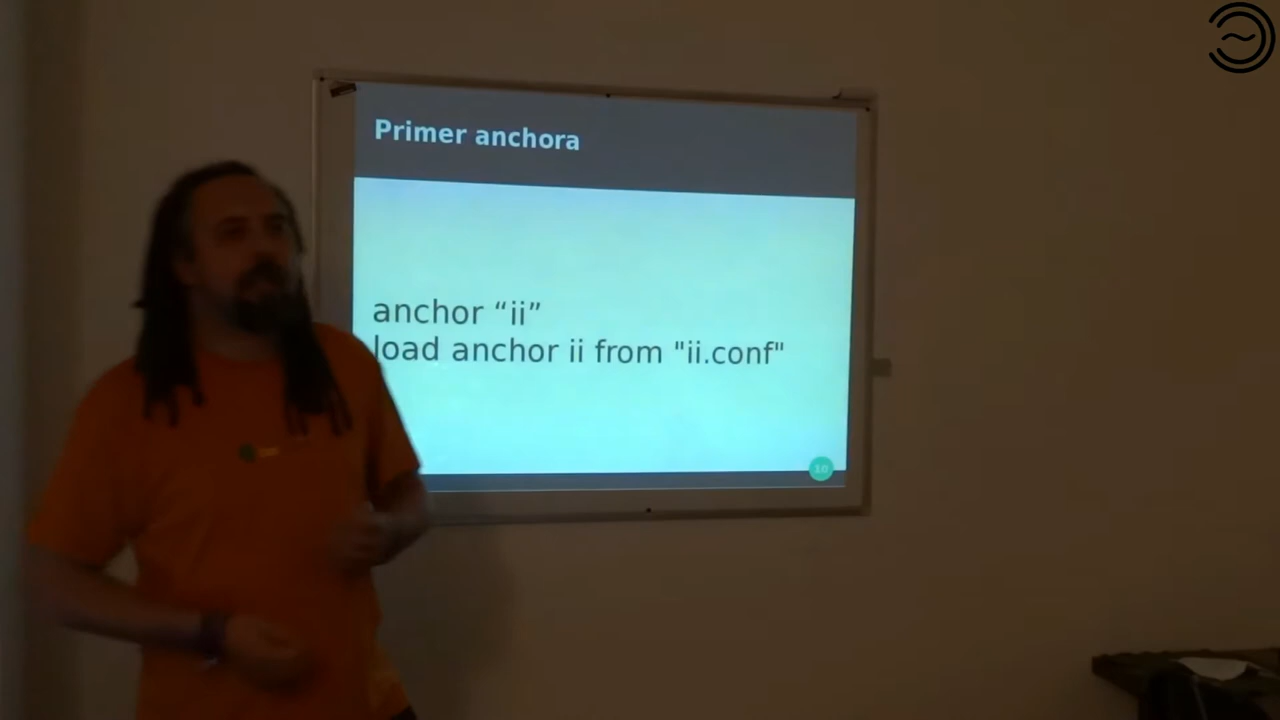 Primer anchora
anchor “ii”
load anchor ii from "ii.conf"
10